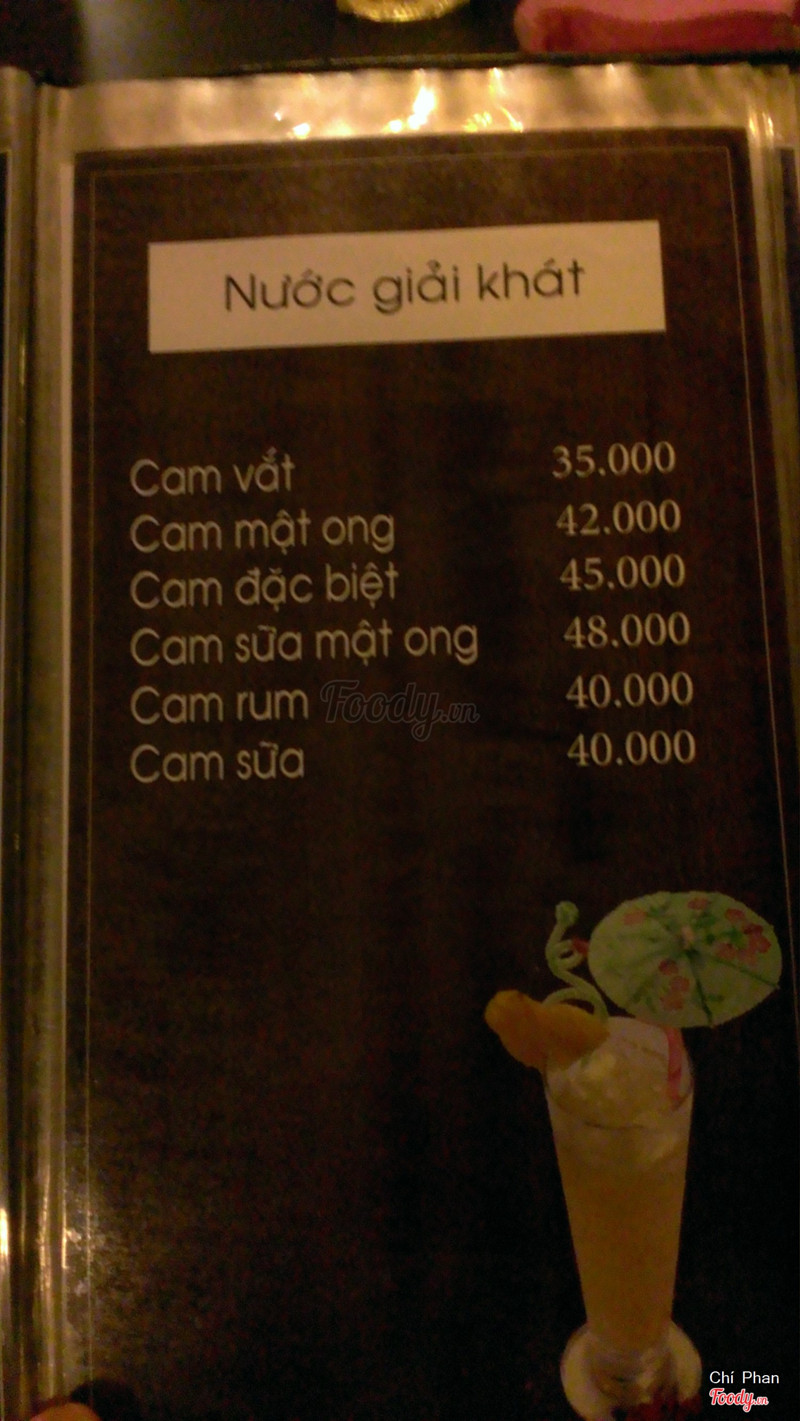 Nước giải khát
Cam vắt 35.000
Cam mật ong 42.000
Cam đặc biệt 45.000
Cam sữa mật ong 48.000
Cam rum 40.000
Foody.vn
Cam sữa 40.000
Chí Phan
Foody.vn